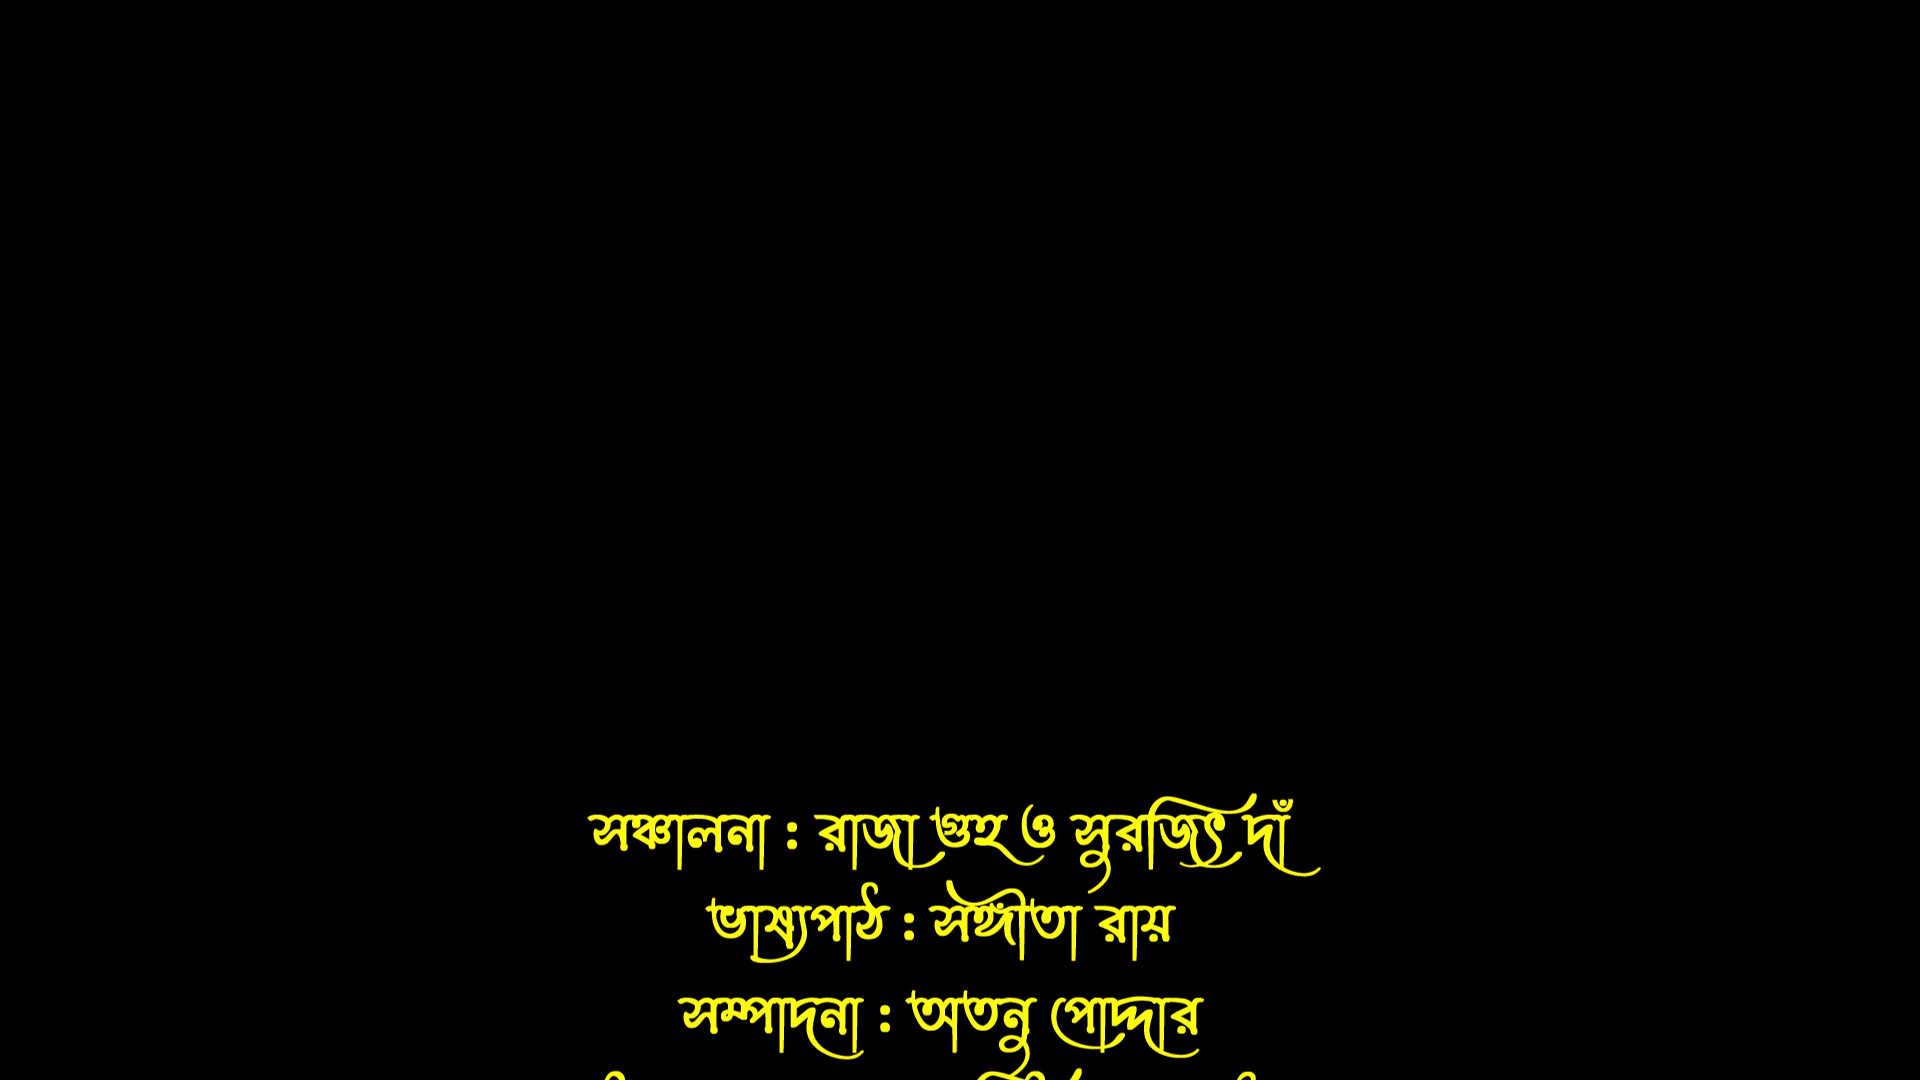 সঞ্চালনা : রাজা গুহ ও সুরজিৎ দাঁ
ভাষ্যপাঠ : সঙ্গীতা রায়
সম্পাদনা : অতনু পোদ্দার